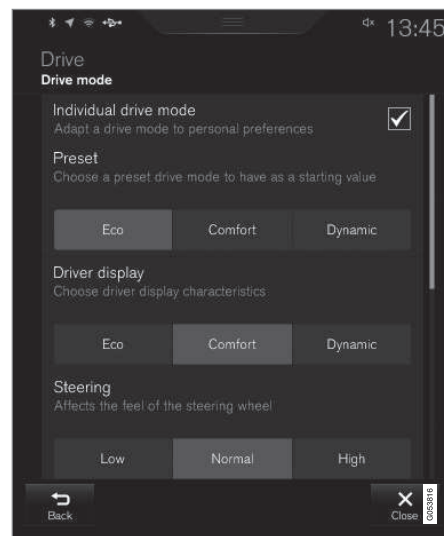 13:45
Drive
Drive mode
Individual drive mode
Adapt a drive mode to personal preferences
Preset
Choose a preset drive mode to have as a starting value
Eco Comfort Dynamic
Driver display
Choose driver display characteristics
Eco Comfort Dynamic
Steering
Affects the feel of the steering wheel
Low Normal High
Back Close
G053816